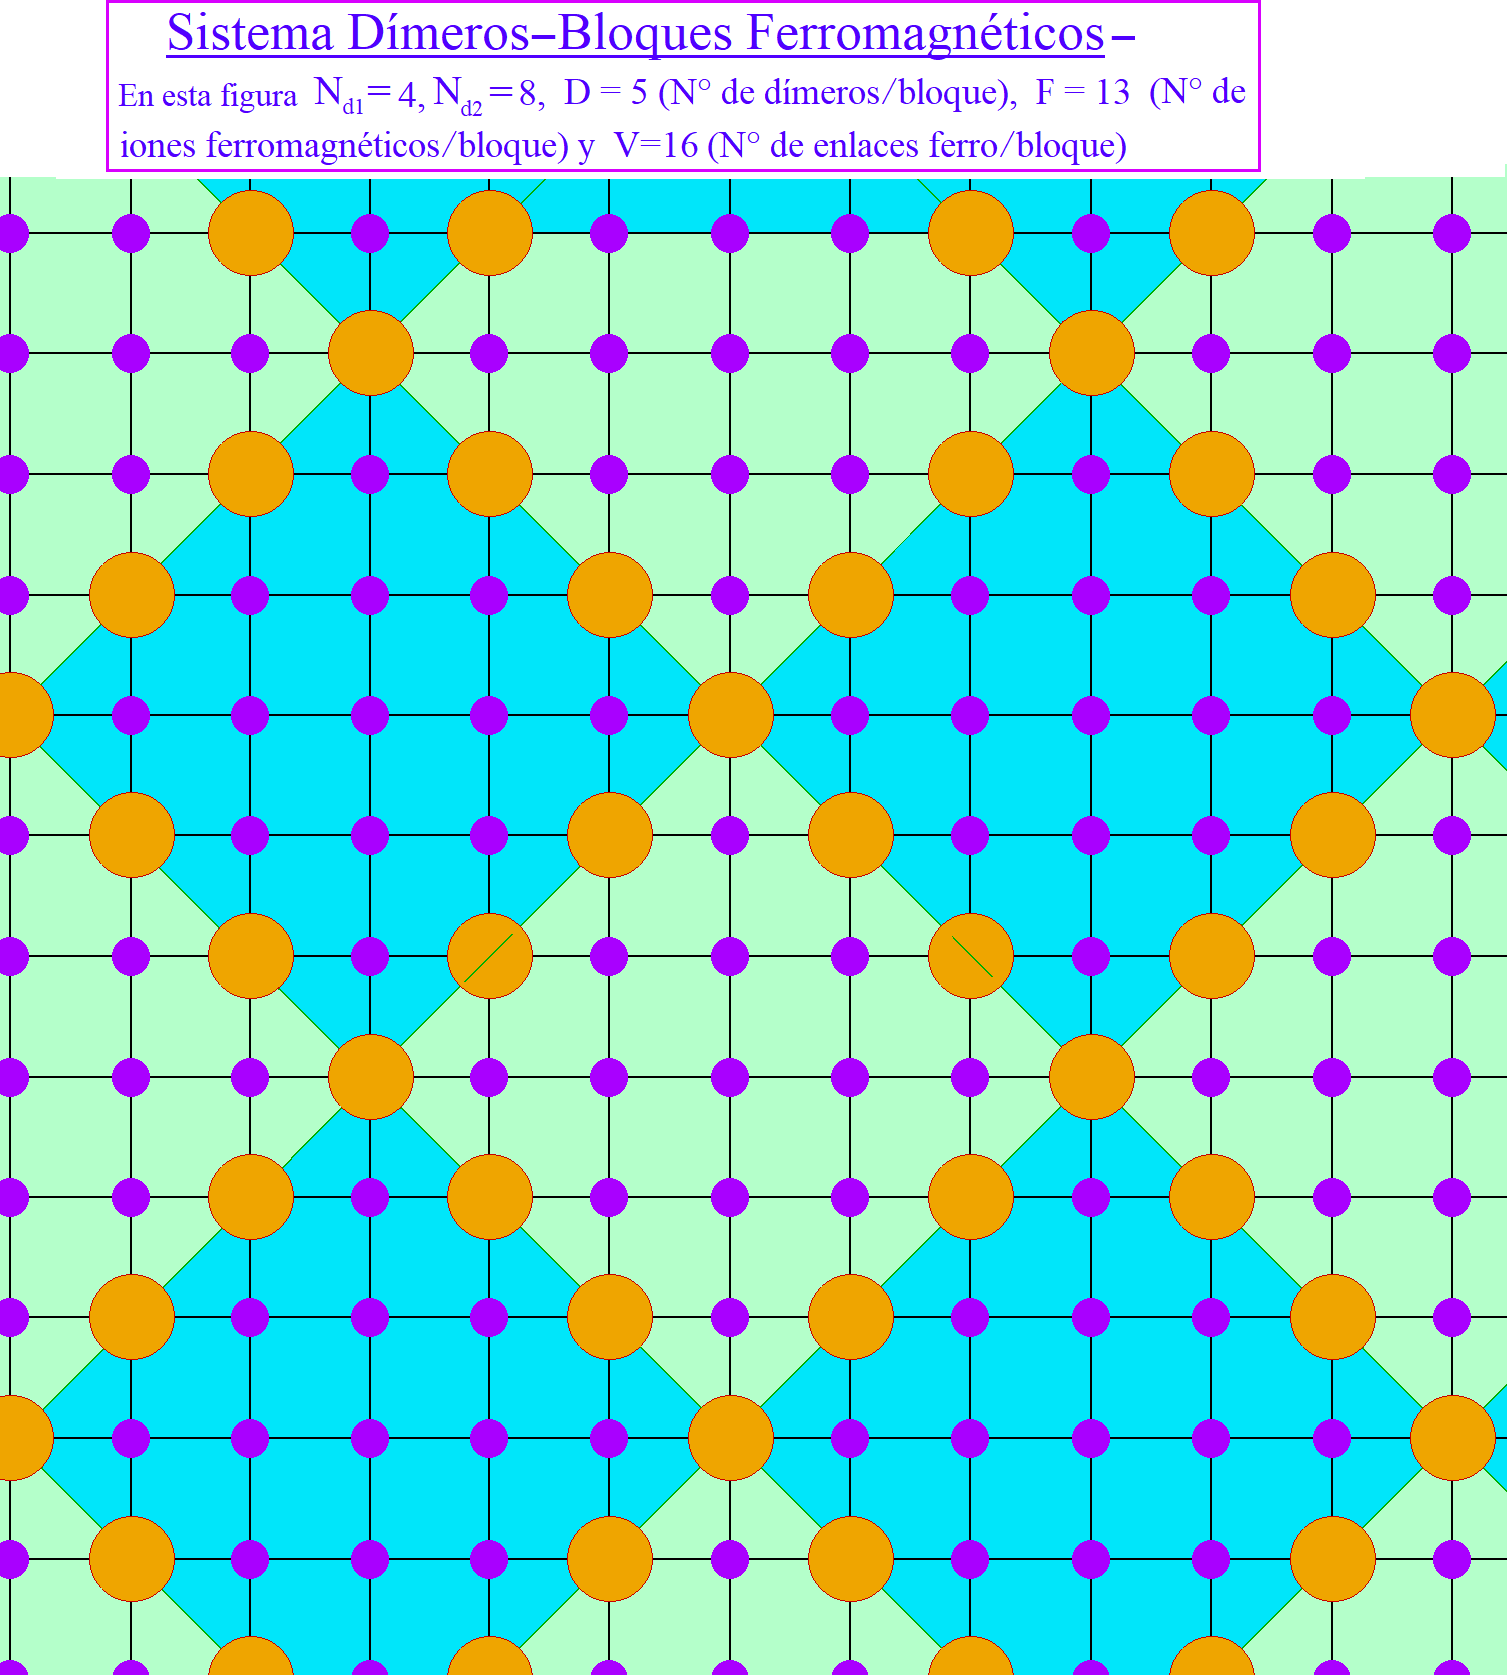 Sistema Dímeros–Bloques Ferromagnéticos–
En esta figura N_d1 = 4, N_d2 = 8, D = 5 (N° de dímeros/bloque), F = 13 (N° de
iones ferromagnéticos/bloque) y V=16 (N° de enlaces ferro/bloque)